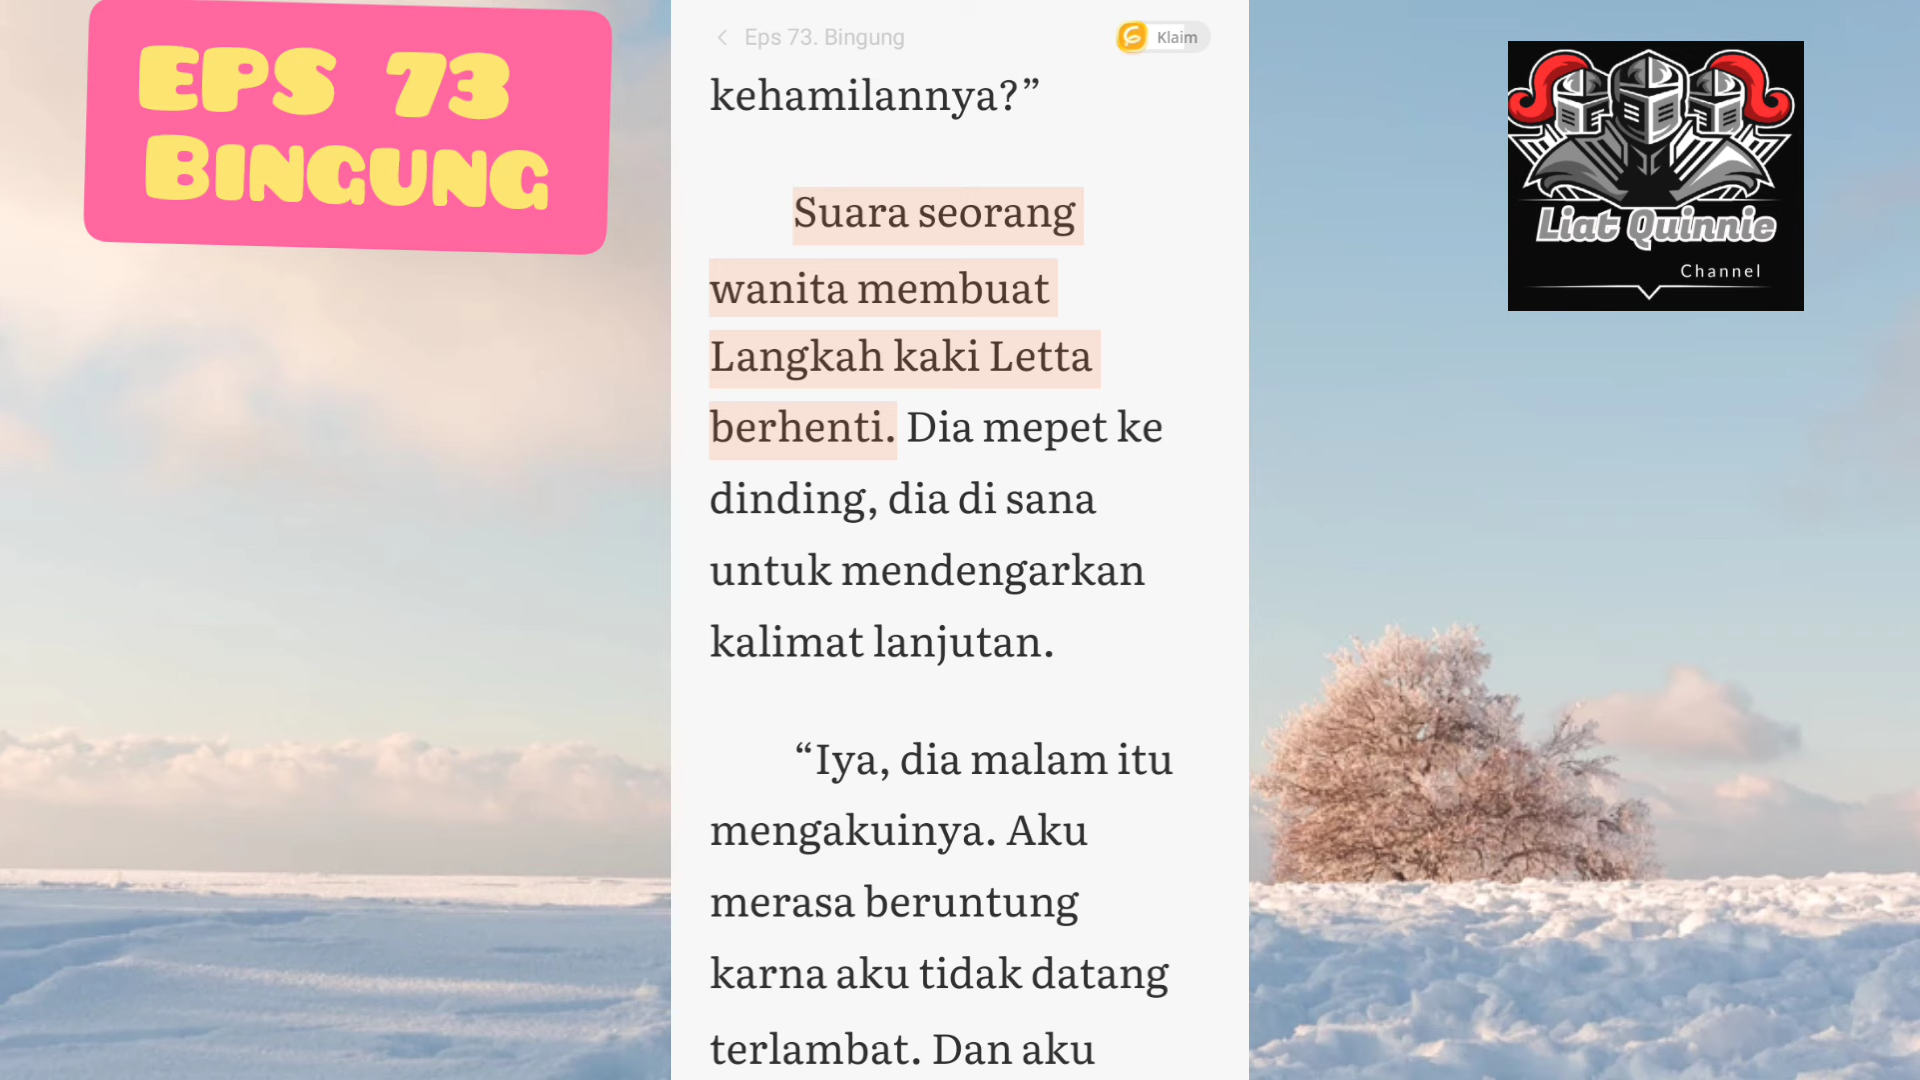 EPS 73
BINGUNG
Eps 73. Bingung
Klaim
kehamilannya?”
Suara seorang
wanita membuat
Langkah kaki Letta
berhenti. Dia mepet ke
dinding, dia di sana
untuk mendengarkan
kalimat lanjutan.
“Iya, dia malam itu
mengakuinya. Aku
merasa beruntung
karna aku tidak datang
terlambat. Dan aku
Liat Quinnie
Channel